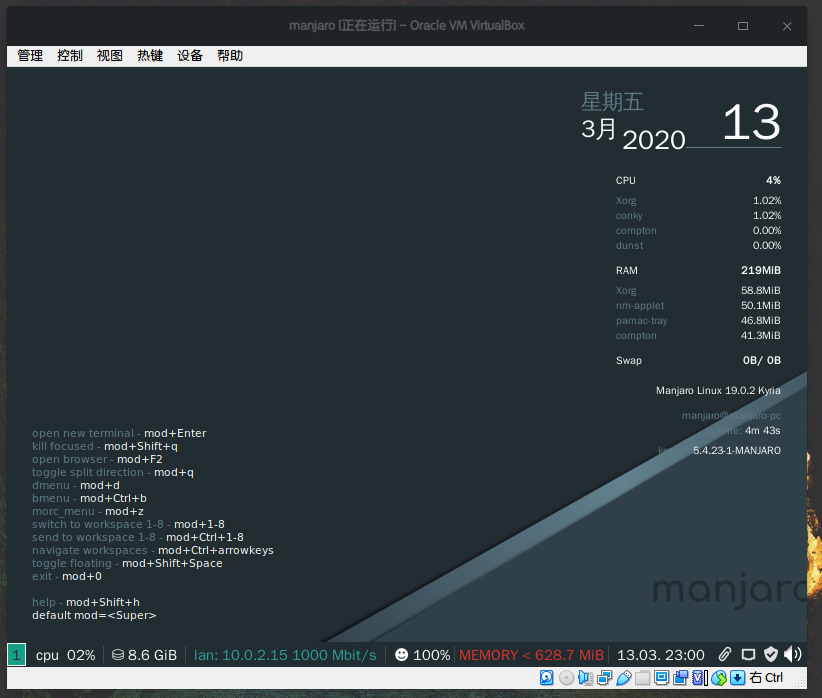 manjaro [正在运行] - Oracle VM VirtualBox
管理 控制 视图 热键 设备 帮助
星期五
3月 2020 13
CPU 4%
Xorg 1.02%
conky 1.02%
compton 0.00%
dunst 0.00%
RAM 219MiB
Xorg 58.8MiB
nm-applet 50.1MiB
pamac-tray 46.8MiB
compton 41.3MiB
Swap 0B/ 0B
Manjaro Linux 19.0.2 Kyria
manjaro@manjaro-pc
uptime: 4m 43s
5.4.23-1-MANJARO
open new terminal - mod+Enter
kill focused - mod+Shift+q
open browser - mod+F2
toggle split direction - mod+q
dmenu - mod+d
bmenu - mod+Ctrl+b
morc_menu - mod+z
switch to workspace 1-8 - mod+1-8
send to workspace 1-8 - mod+Ctrl+1-8
navigate workspaces - mod+Ctrl+arrowkeys
toggle floating - mod+Shift+Space
exit - mod+0
help - mod+Shift+h
default mod=<Super>
manjaro
1 cpu 02% 8.6 GiB lan: 10.0.2.15 1000 Mbit/s 100% MEMORY < 628.7 MiB 13.03. 23:00
右 Ctrl